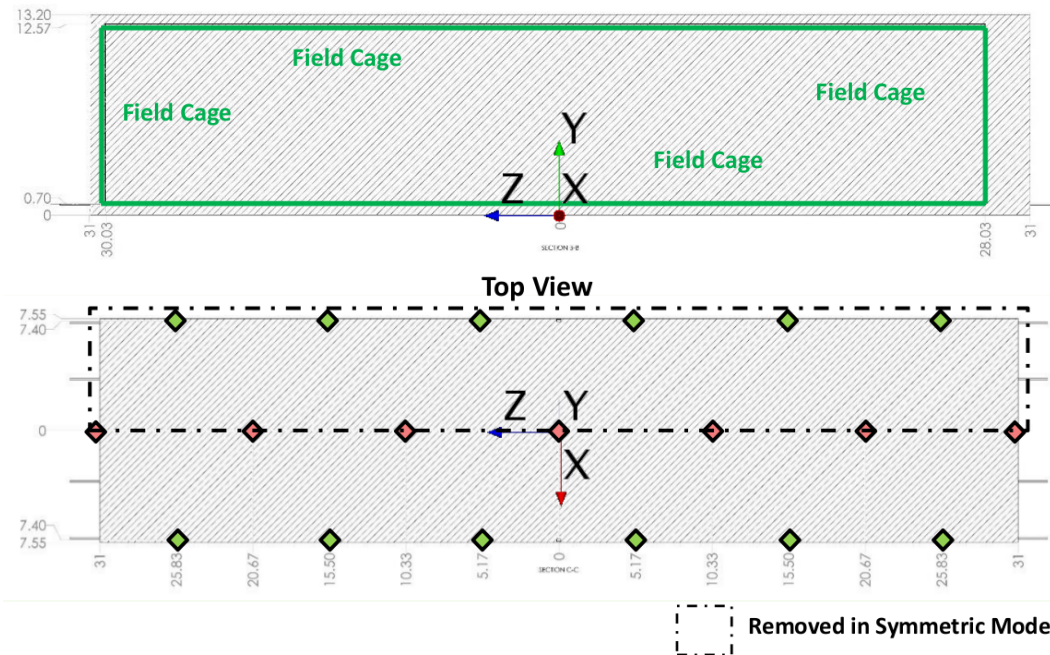 13.20
12.57
Field Cage
Field Cage
Field Cage
Field Cage
Y
Z X
0.70
0
31
30.03
0
28.03
31
Top View
7.55
7.40
Z Y
0
X
7.40
7.55
31
25.83
20.67
15.50
10.33
5.17
0
5.17
10.33
15.50
20.67
25.83
31
SECTION C-C
Removed in Symmetric Mode